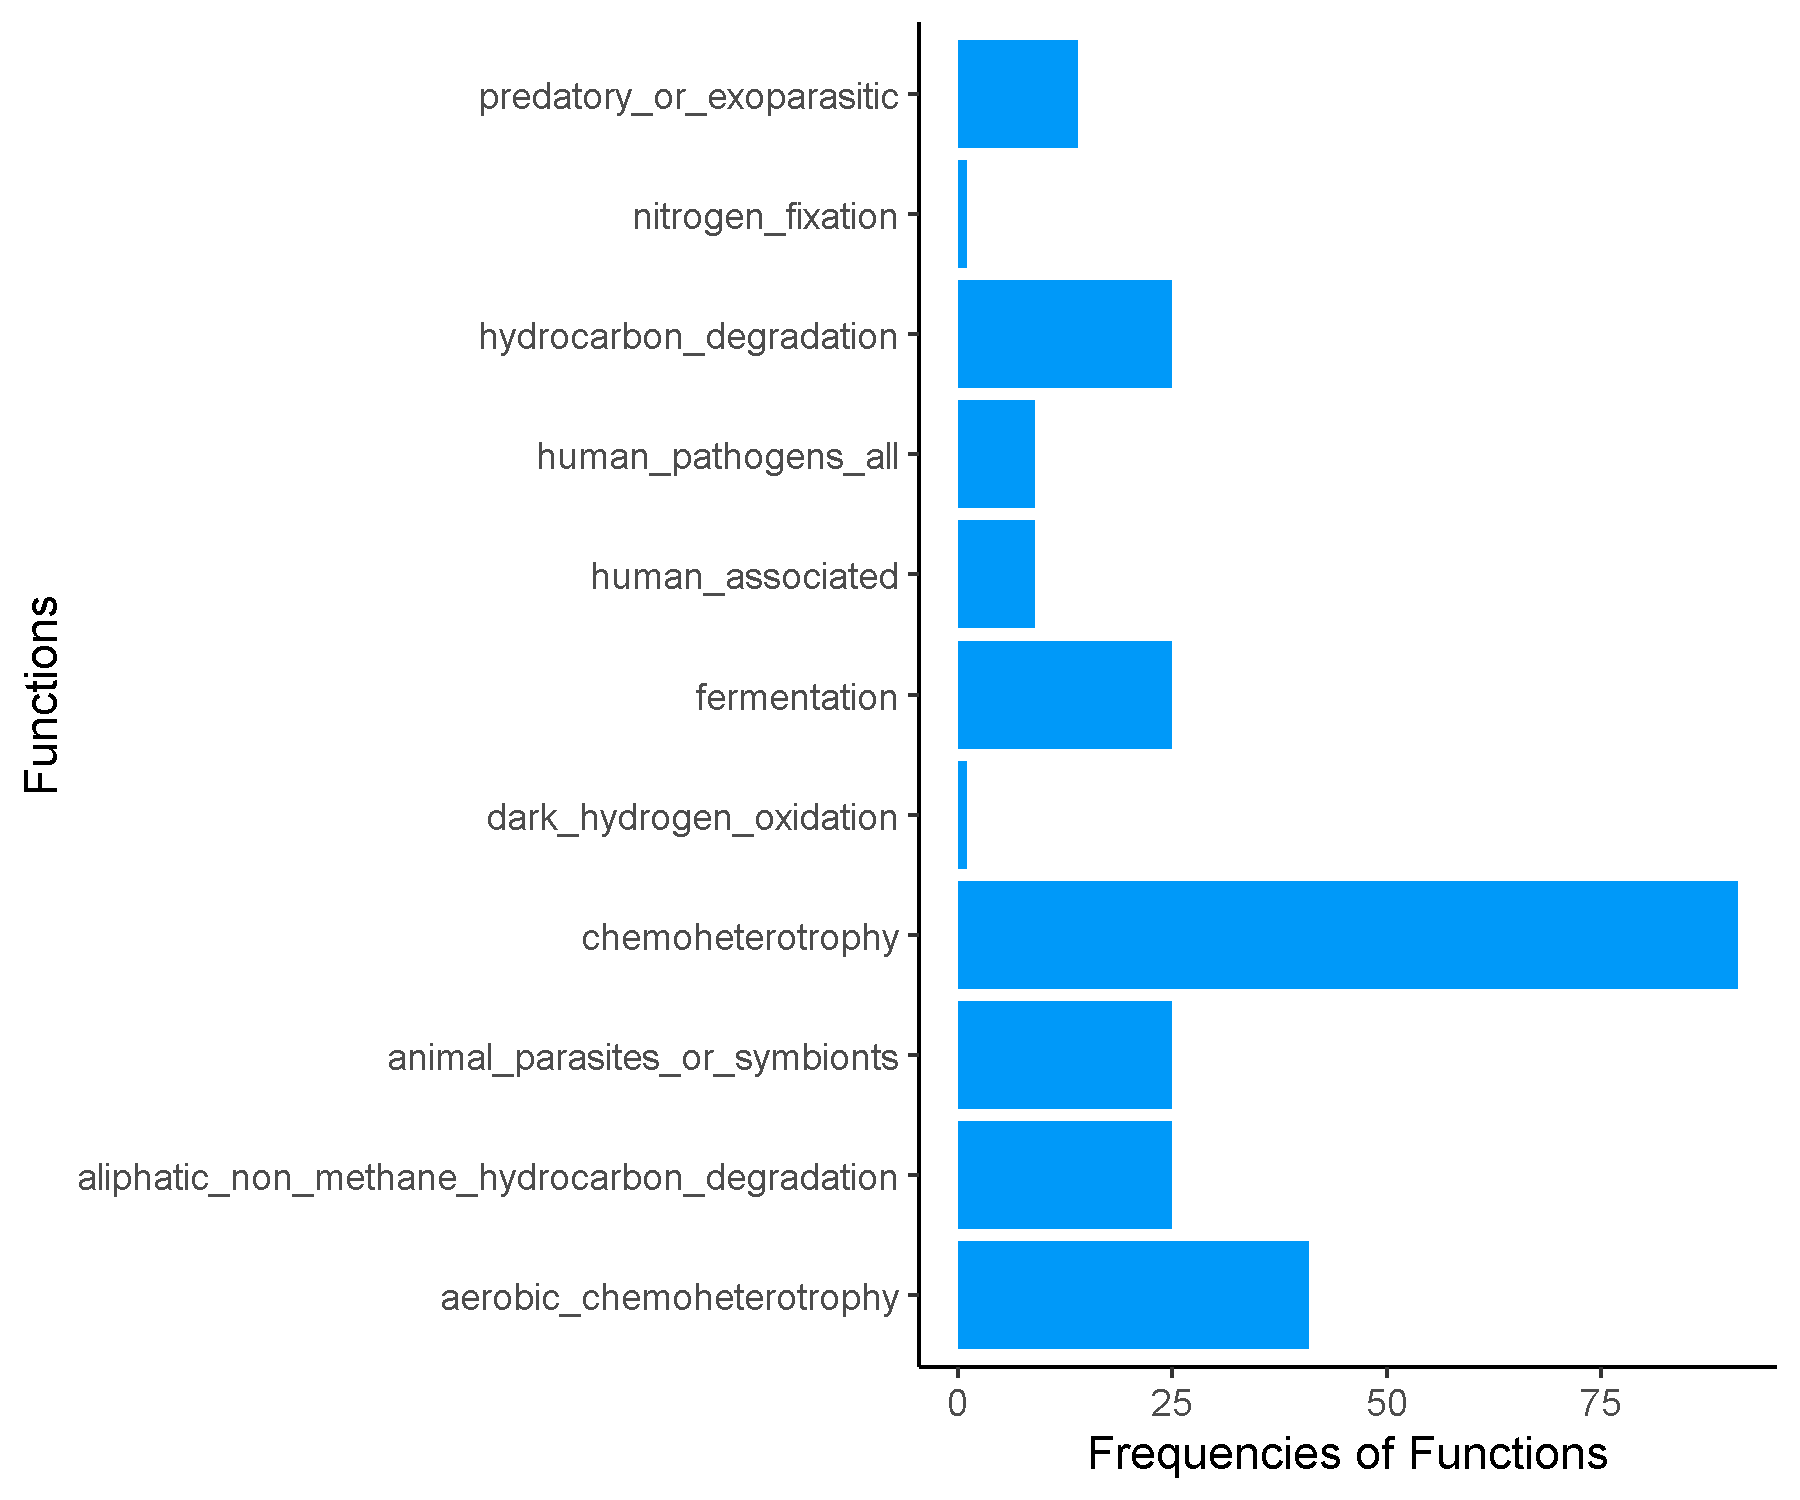 predatory_or_exoparasitic
nitrogen_fixation
hydrocarbon_degradation
human_pathogens_all
human_associated
fermentation
dark_hydrogen_oxidation
chemoheterotrophy
animal_parasites_or_symbionts
aliphatic_non_methane_hydrocarbon_degradation
aerobic_chemoheterotrophy
Functions
0 25 50 75
Frequencies of Functions